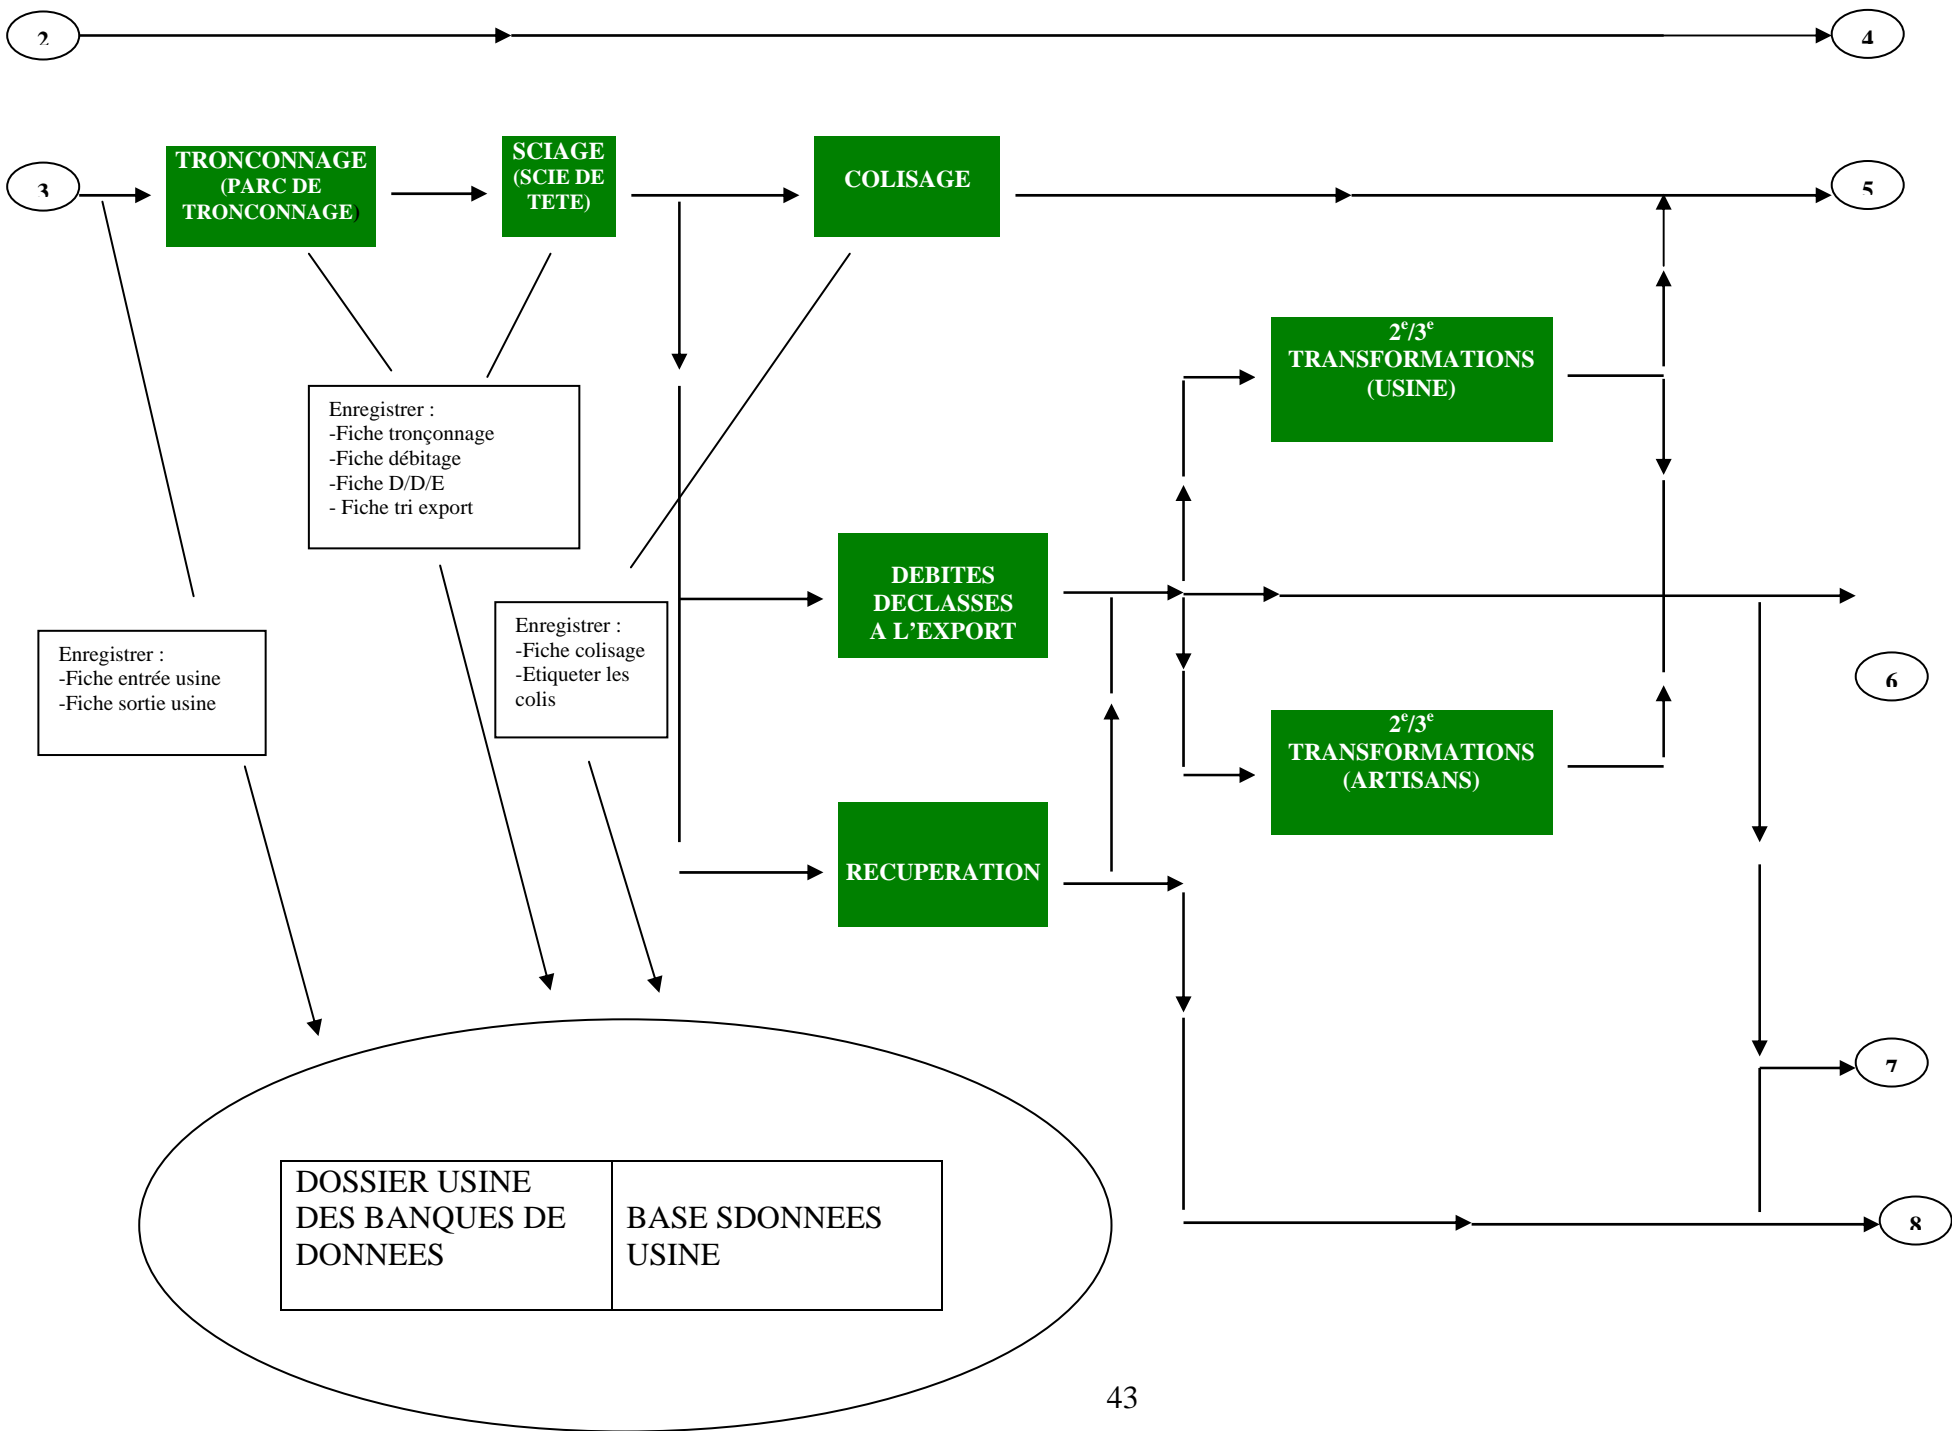 2
4
3
TRONCONNAGE
(PARC DE
TRONCONNAGE)
SCIAGE
(SCIE DE
TETE)
COLISAGE
5
2e/3e
TRANSFORMATIONS
(USINE)
Enregistrer :
-Fiche tronçonnage
-Fiche débitage
-Fiche D/D/E
- Fiche tri export
DEBITES
DECLASSES
A L’EXPORT
Enregistrer :
-Fiche colisage
-Etiqueter les
colis
Enregistrer :
-Fiche entrée usine
-Fiche sortie usine
6
2e/3e
TRANSFORMATIONS
(ARTISANS)
RECUPERATION
7
DOSSIER USINE
DES BANQUES DE
DONNEES
BASE SDONNEES
USINE
8
43